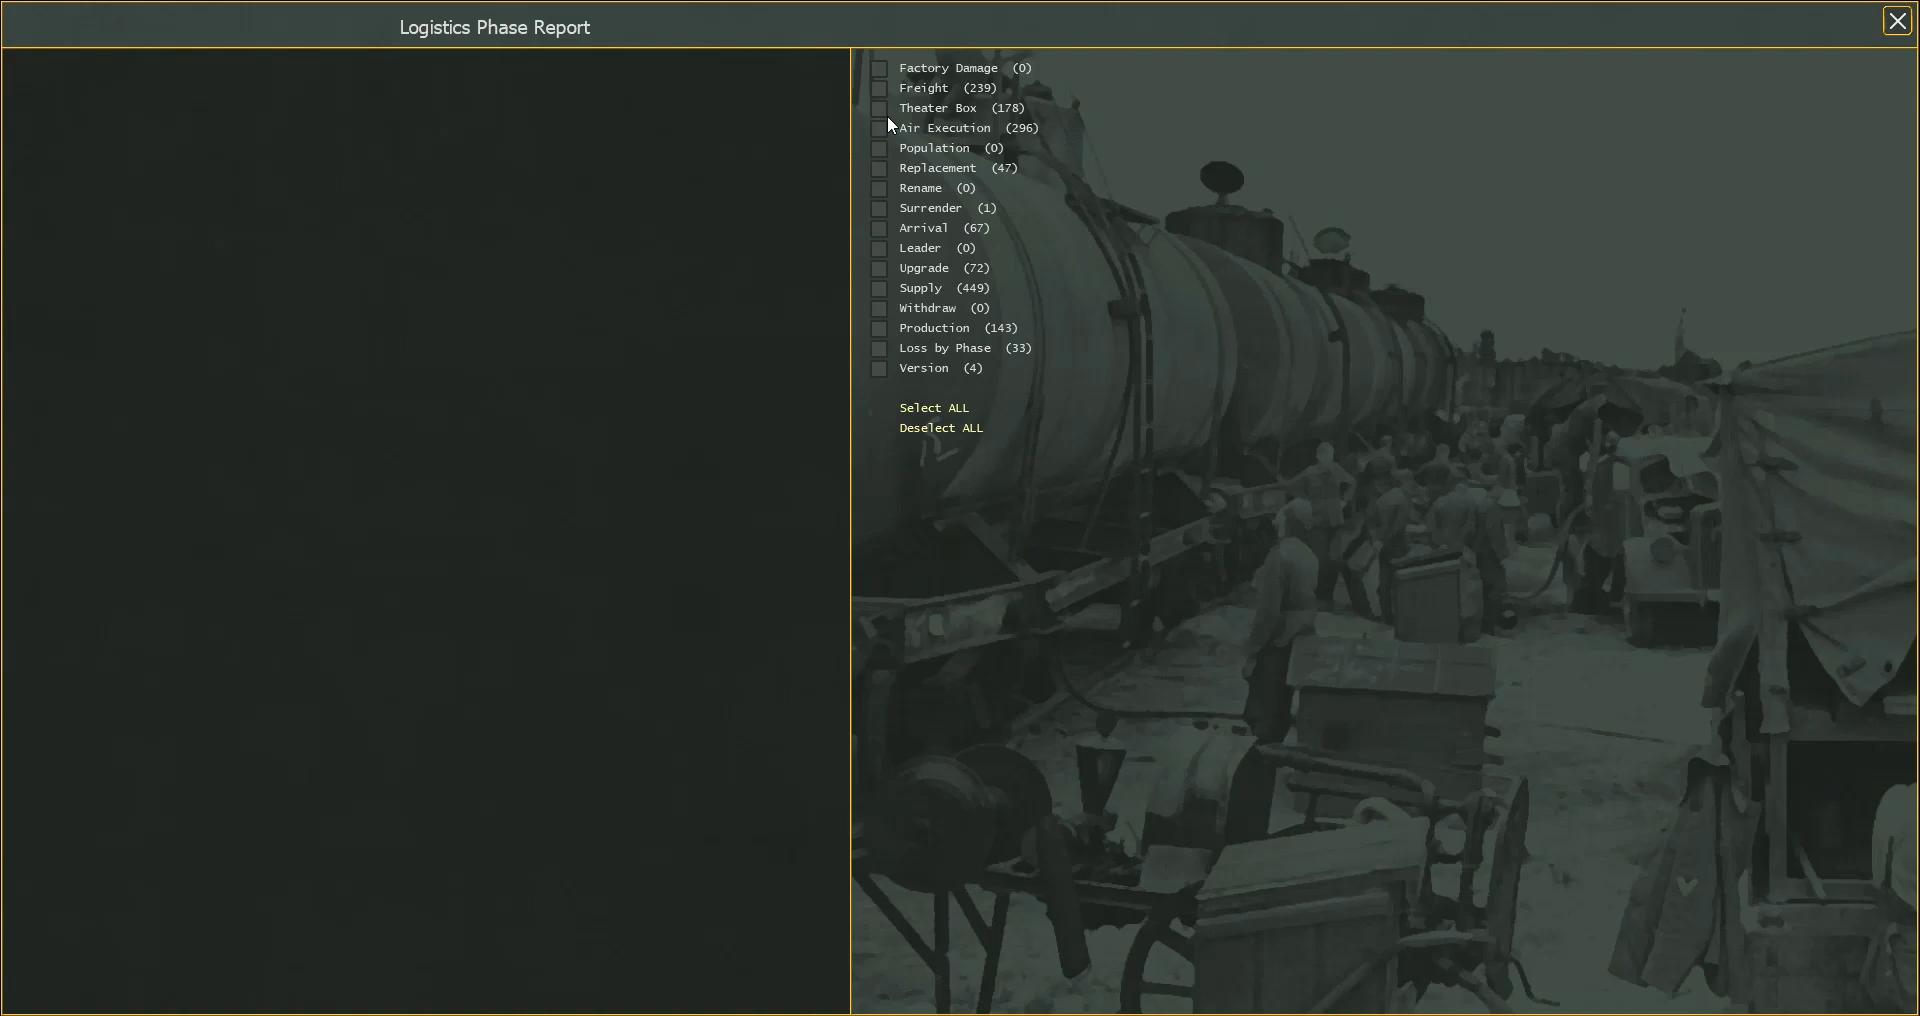 Logistics Phase Report
Factory Damage (0)
Freight (239)
Theater Box (178)
Air Execution (296)
Population (0)
Replacement (47)
Rename (0)
Surrender (1)
Arrival (67)
Leader (0)
Upgrade (72)
Supply (449)
Withdraw (0)
Production (143)
Loss by Phase (33)
Version (4)
Select ALL
Deselect ALL